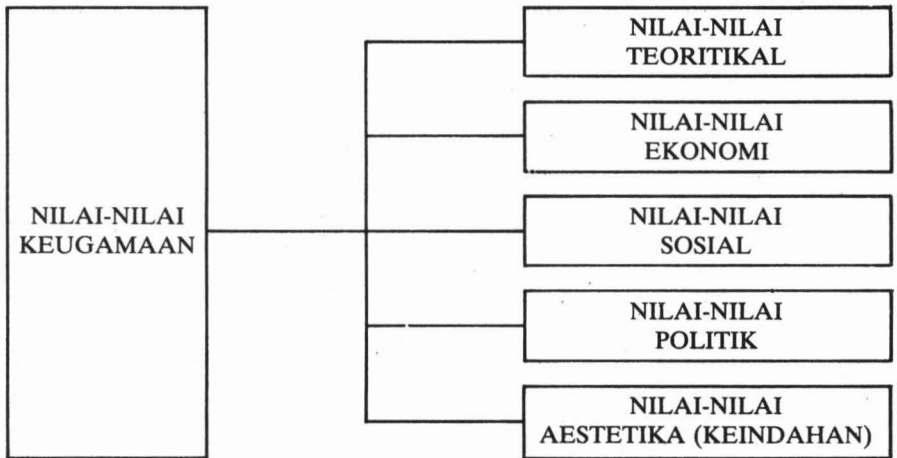 NILAI-NILAI
KEUGAMAAN
NILAI-NILAI
TEORITIKAL
NILAI-NILAI
EKONOMI
NILAI-NILAI
SOSIAL
NILAI-NILAI
POLITIK
NILAI-NILAI
AESTETIKA (KEINDAHAN)